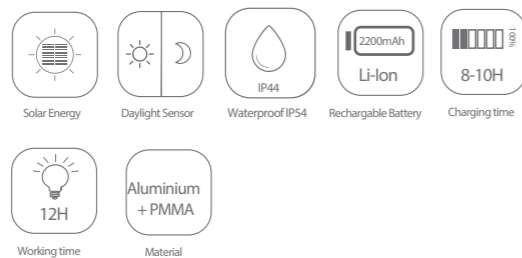 2200mAh
100%
IP44
Li-Ion
8-10H
Solar Energy
Daylight Sensor
Waterproof IP54
Rechargable Battery
Charging time
12H
Aluminium
+ PMMA
Working time
Material